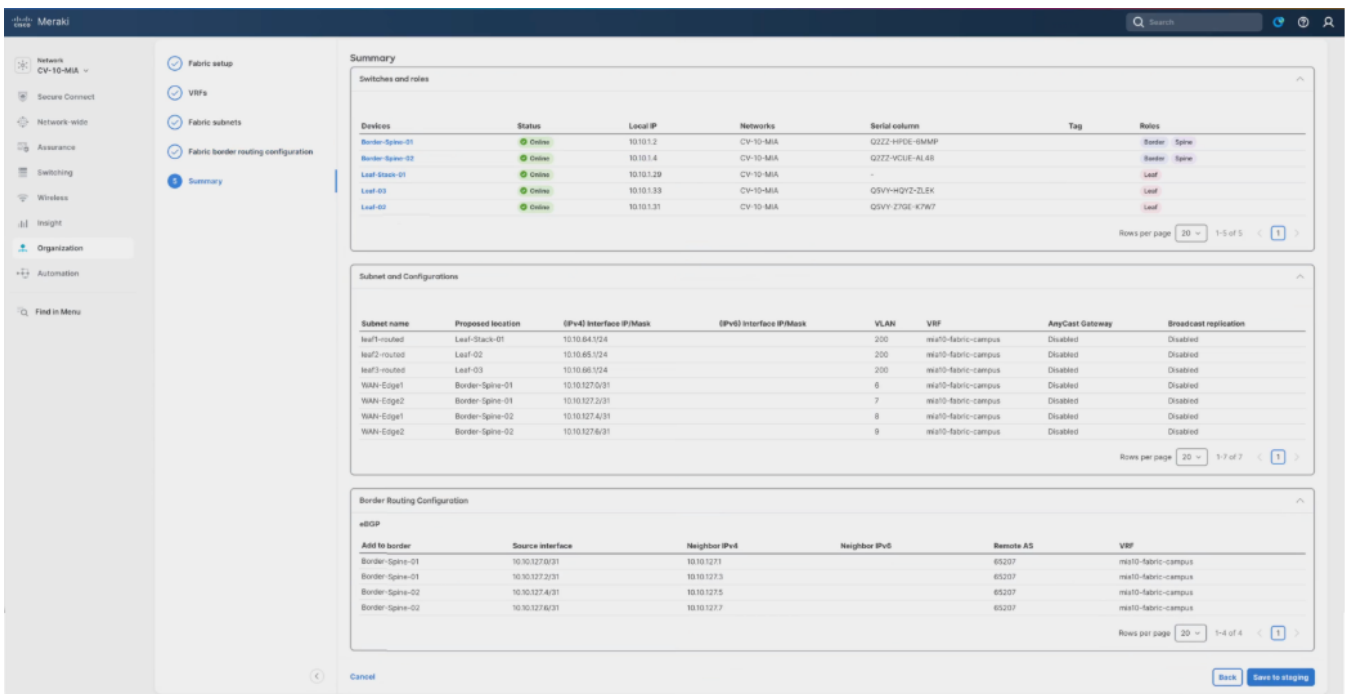 cisco Meraki
Search
Network
CV-10-MIA
Secure Connect
Network-wide
Assurance
Switching
Wireless
Insight
Organization
Automation
Find in Menu
Fabric setup
VRFs
Fabric subnets
Fabric border routing configuration
5 Summary
Summary
Switches and roles
Devices Status Local IP Networks Serial column Tag Roles
Border-Spine-01 Online 10.10.1.2 CV-10-MIA Q2ZZ-HPDE-6MMP Border Spine
Border-Spine-02 Online 10.10.1.4 CV-10-MIA Q2ZZ-VCUE-AL48 Border Spine
Leaf-Stack-01 Online 10.10.1.29 CV-10-MIA - Leaf
Leaf-03 Online 10.10.1.33 CV-10-MIA Q5VY-HQYZ-ZLEK Leaf
Leaf-02 Online 10.10.1.31 CV-10-MIA Q5VY-Z7GE-K7W7 Leaf
Rows per page 20 1-5 of 5 1
Subnet and Configurations
Subnet name Proposed location (IPv4) Interface IP/Mask (IPv6) Interface IP/Mask VLAN VRF AnyCast Gateway Broadcast replication
leaf1-routed Leaf-Stack-01 10.10.64.1/24 200 mia10-fabric-campus Disabled Disabled
leaf2-routed Leaf-02 10.10.65.1/24 200 mia10-fabric-campus Disabled Disabled
leaf3-routed Leaf-03 10.10.66.1/24 200 mia10-fabric-campus Disabled Disabled
WAN-Edge1 Border-Spine-01 10.10.127.0/31 6 mia10-fabric-campus Disabled Disabled
WAN-Edge2 Border-Spine-01 10.10.127.2/31 7 mia10-fabric-campus Disabled Disabled
WAN-Edge1 Border-Spine-02 10.10.127.4/31 8 mia10-fabric-campus Disabled Disabled
WAN-Edge2 Border-Spine-02 10.10.127.6/31 9 mia10-fabric-campus Disabled Disabled
Rows per page 20 1-7 of 7 1
Border Routing Configuration
eBGP
Add to border Source interface Neighbor IPv4 Neighbor IPv6 Remote AS VRF
Border-Spine-01 10.10.127.0/31 10.10.127.1 65207 mia10-fabric-campus
Border-Spine-01 10.10.127.2/31 10.10.127.3 65207 mia10-fabric-campus
Border-Spine-02 10.10.127.4/31 10.10.127.5 65207 mia10-fabric-campus
Border-Spine-02 10.10.127.6/31 10.10.127.7 65207 mia10-fabric-campus
Rows per page 20 1-4 of 4 1
Cancel Back Save to staging